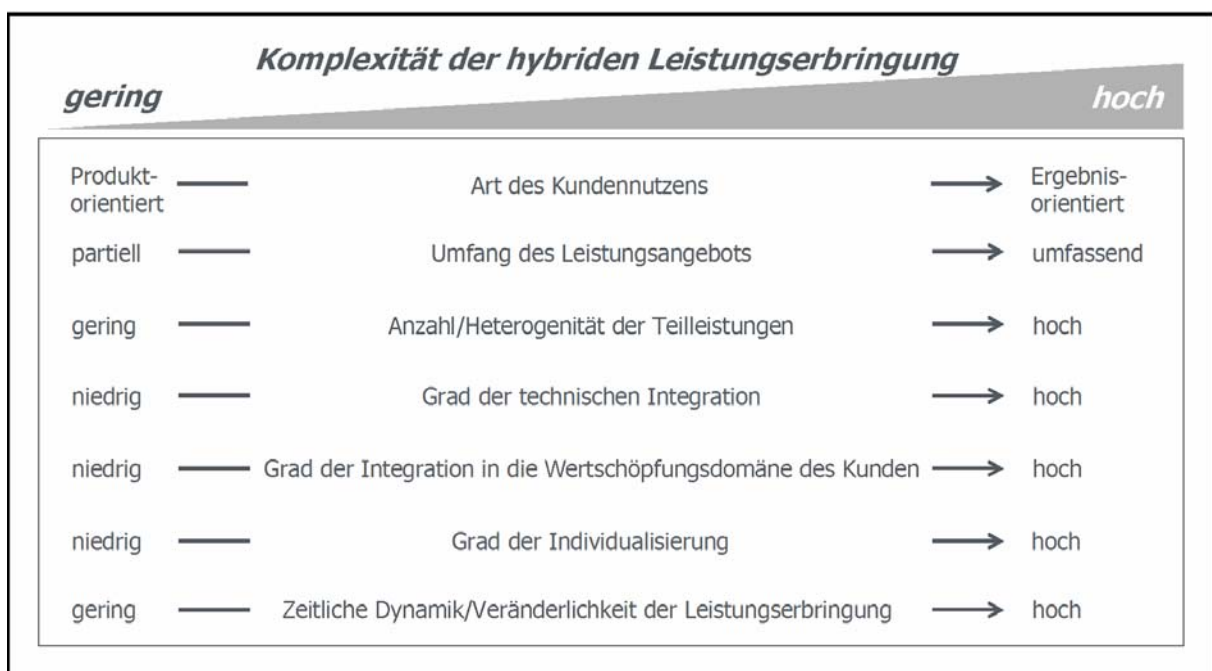 Komplexität der hybriden Leistungserbringung
gering hoch
Produkt-
orientiert
Art des Kundennutzens
Ergebnis-
orientiert
partiell Umfang des Leistungsangebots umfassend
gering Anzahl/Heterogenität der Teilleistungen hoch
niedrig Grad der technischen Integration hoch
niedrig Grad der Integration in die Wertschöpfungsdomäne des Kunden hoch
niedrig Grad der Individualisierung hoch
gering Zeitliche Dynamik/Veränderlichkeit der Leistungserbringung hoch